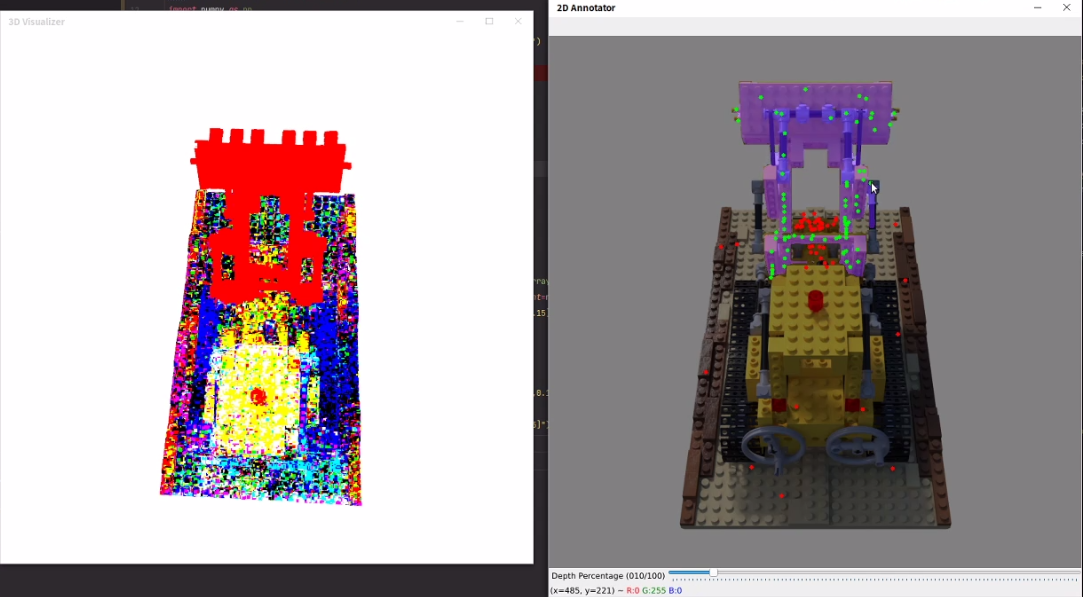 import numpy as np
3D Visualizer
2D Annotator
Depth Percentage (010/100)
(x=485, y=221) ~ R:0 G:255 B:0